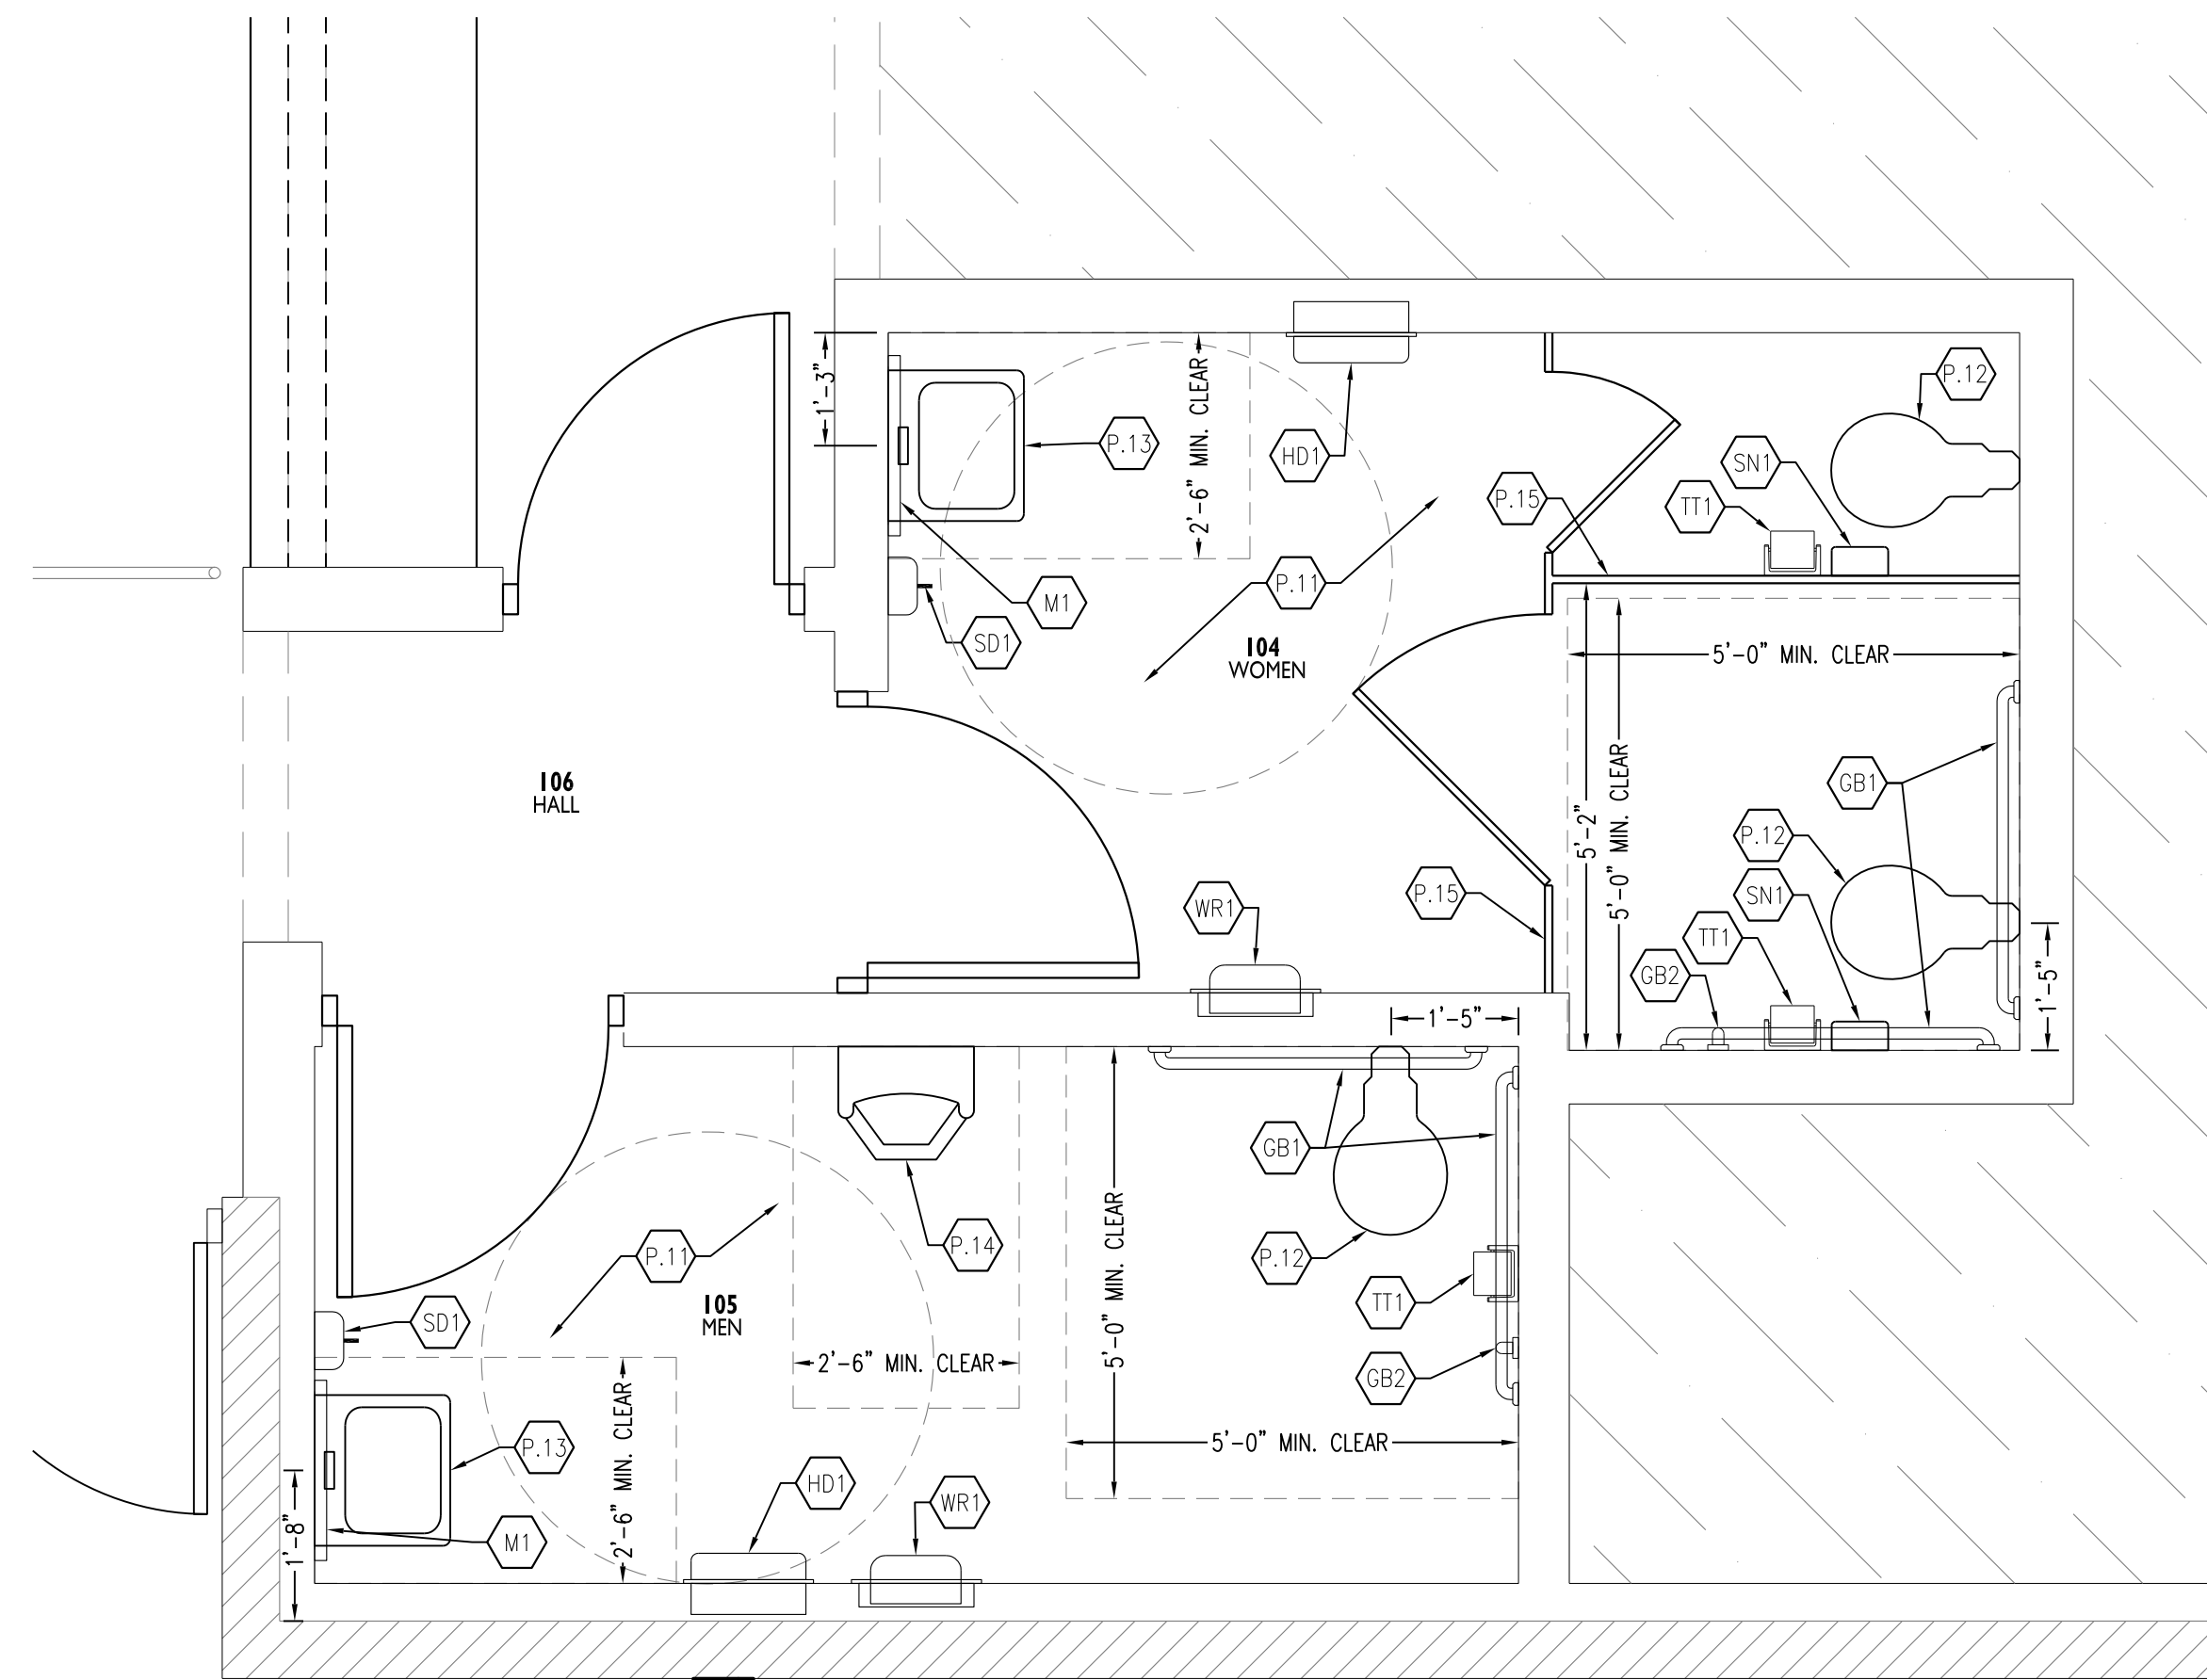 1'-3"
2'-6" MIN. CLEAR
P.12
P.13
HD1
SN1
P.15
TT1
P.11
M1
SD1
104
WOMEN
5'-0" MIN. CLEAR
106
HALL
GB1
5'-2"
5'-0" MIN. CLEAR
P.12
WR1
P.15
SN1
TT1
GB2
1'-5"
1'-5"
GB1
P.11
P.14
P.12
5'-0" MIN. CLEAR
105
MEN
TT1
SD1
2'-6" MIN. CLEAR
GB2
5'-0" MIN. CLEAR
P.13
2'-6" MIN. CLEAR
HD1
WR1
1'-8"
M1